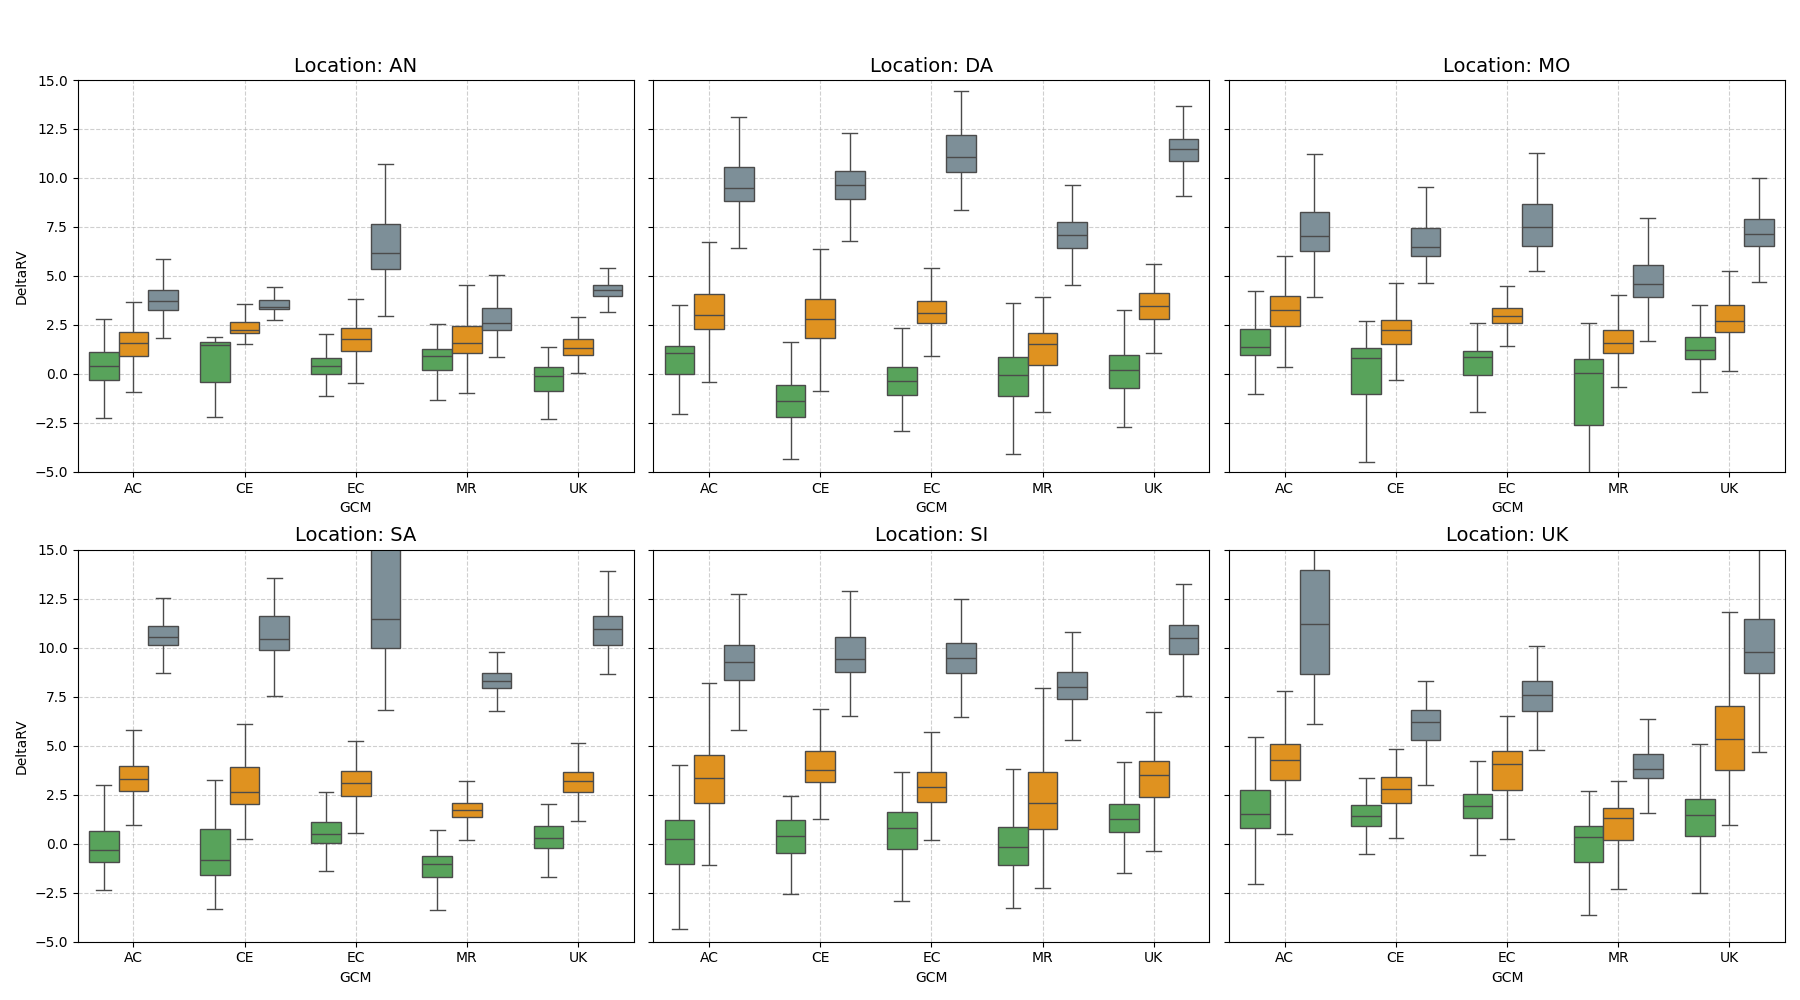 Location: AN
Location: DA
Location: MO
DeltaRV
15.0
12.5
10.0
7.5
5.0
2.5
0.0
−2.5
−5.0
AC CE EC MR UK
GCM
AC CE EC MR UK
GCM
AC CE EC MR UK
GCM
Location: SA
Location: SI
Location: UK
DeltaRV
15.0
12.5
10.0
7.5
5.0
2.5
0.0
−2.5
−5.0
AC CE EC MR UK
GCM
AC CE EC MR UK
GCM
AC CE EC MR UK
GCM